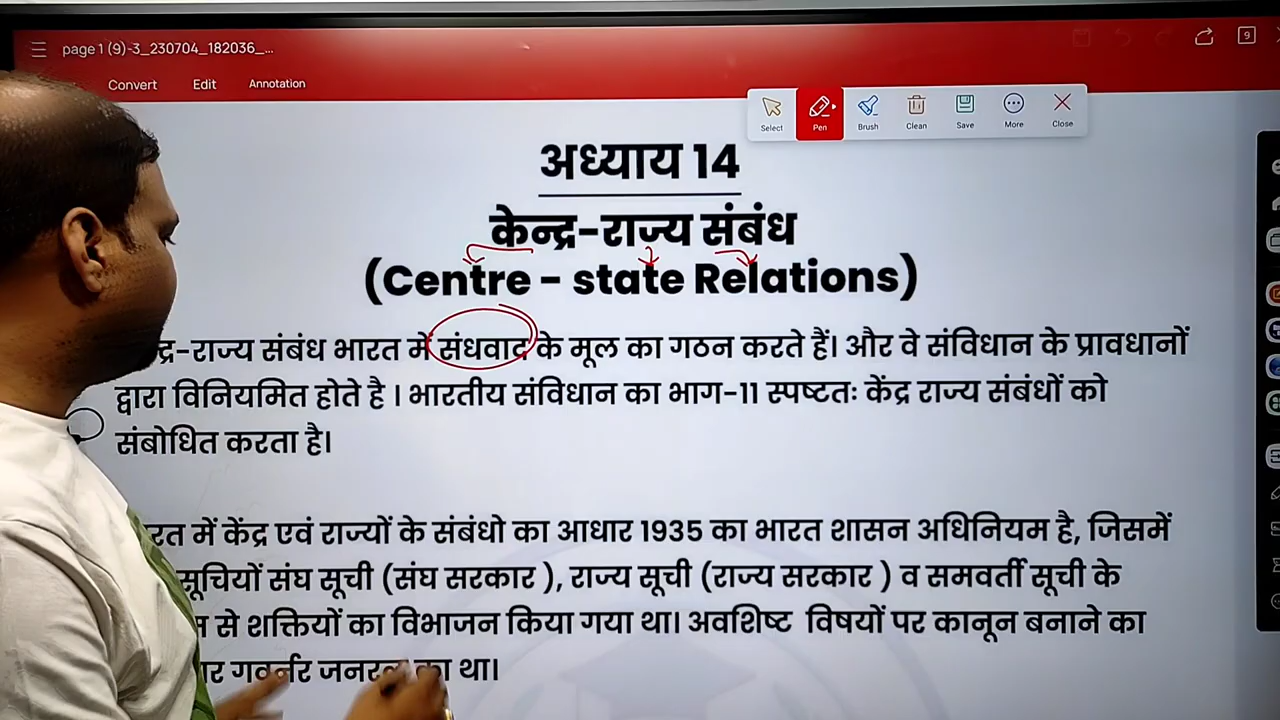 page 1 (9)-3_230704_182036_...
9
Convert Edit Annotation
Select Pen Brush Clean Save More Close
अध्याय 14
केन्द्र-राज्य संबंध
(Centre - state Relations)
द्र-राज्य संबंध भारत में संधवाद के मूल का गठन करते हैं। और वे संविधान के प्रावधानों
द्वारा विनियमित होते है । भारतीय संविधान का भाग-11 स्पष्टतः केंद्र राज्य संबंधों को
संबोधित करता है।
रत में केंद्र एवं राज्यों के संबंधो का आधार 1935 का भारत शासन अधिनियम है, जिसमें
सूचियों संघ सूची (संघ सरकार ), राज्य सूची (राज्य सरकार ) व समवर्ती सूची के
से शक्तियों का विभाजन किया गया था। अवशिष्ट विषयों पर कानून बनाने का
गवर्नर जनरल का था।